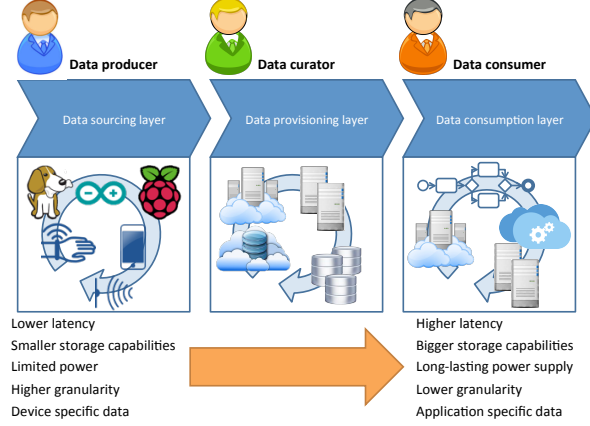 Data producer
Data curator
Data consumer
Data sourcing layer
Data provisioning layer
Data consumption layer
Lower latency
Smaller storage capabilities
Limited power
Higher granularity
Device specific data
Higher latency
Bigger storage capabilities
Long-lasting power supply
Lower granularity
Application specific data